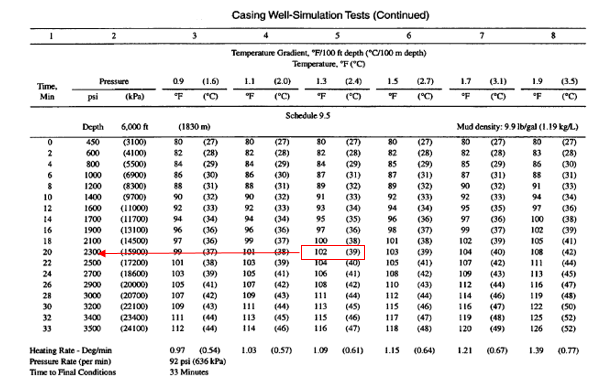 Casing Well-Simulation Tests (Continued)
1 2 3 4 5 6 7 8
Temperature Gradient, °F/100 ft depth (°C/100 m depth)
Temperature, °F (°C)
Time, Min Pressure 0.9 (1.6) 1.1 (2.0) 1.3 (2.4) 1.5 (2.7) 1.7 (3.1) 1.9 (3.5)
psi (kPa) °F (°C) °F (°C) °F (°C) °F (°C) °F (°C) °F (°C)
Schedule 9.5
Depth 6,000 ft (1830 m) Mud density: 9.9 lb/gal (1.19 kg/L)
0 450 (3100) 80 (27) 80 (27) 80 (27) 80 (27) 80 (27) 80 (27)
2 600 (4100) 82 (28) 82 (28) 82 (28) 82 (28) 82 (28) 83 (28)
4 800 (5500) 84 (29) 84 (29) 84 (29) 85 (29) 85 (29) 86 (30)
6 1000 (6900) 86 (30) 86 (30) 87 (31) 87 (31) 87 (31) 88 (31)
8 1200 (8300) 88 (31) 88 (31) 89 (32) 89 (32) 90 (32) 91 (33)
10 1400 (9700) 90 (32) 90 (32) 91 (33) 92 (33) 92 (33) 94 (34)
12 1600 (11000) 92 (33) 92 (33) 93 (34) 94 (34) 95 (35) 97 (36)
14 1700 (11700) 94 (34) 94 (34) 95 (35) 96 (36) 97 (36) 100 (38)
16 1900 (13100) 96 (36) 96 (36) 97 (36) 98 (37) 99 (37) 102 (39)
18 2100 (14500) 97 (36) 99 (37) 100 (38) 101 (38) 102 (39) 105 (41)
20 2300 (15900) 99 (37) 101 (38) 102 (39) 103 (39) 104 (40) 108 (42)
22 2500 (17200) 101 (38) 103 (39) 104 (40) 105 (41) 107 (42) 111 (44)
24 2700 (18600) 103 (39) 105 (41) 106 (41) 108 (42) 109 (43) 113 (45)
26 2900 (20000) 105 (41) 107 (42) 108 (42) 110 (43) 112 (44) 116 (47)
28 3000 (20700) 107 (42) 109 (43) 111 (44) 112 (44) 114 (46) 119 (48)
30 3200 (22100) 109 (43) 111 (44) 113 (45) 115 (46) 116 (47) 122 (50)
32 3400 (23400) 111 (44) 113 (45) 115 (46) 117 (47) 119 (48) 125 (52)
33 3500 (24100) 112 (44) 114 (46) 116 (47) 118 (48) 120 (49) 126 (52)
Heating Rate - Deg/min 0.97 (0.54) 1.03 (0.57) 1.09 (0.61) 1.15 (0.64) 1.21 (0.67) 1.39 (0.77)
Pressure Rate (per min) 92 psi (636 kPa)
Time to Final Conditions 33 Minutes